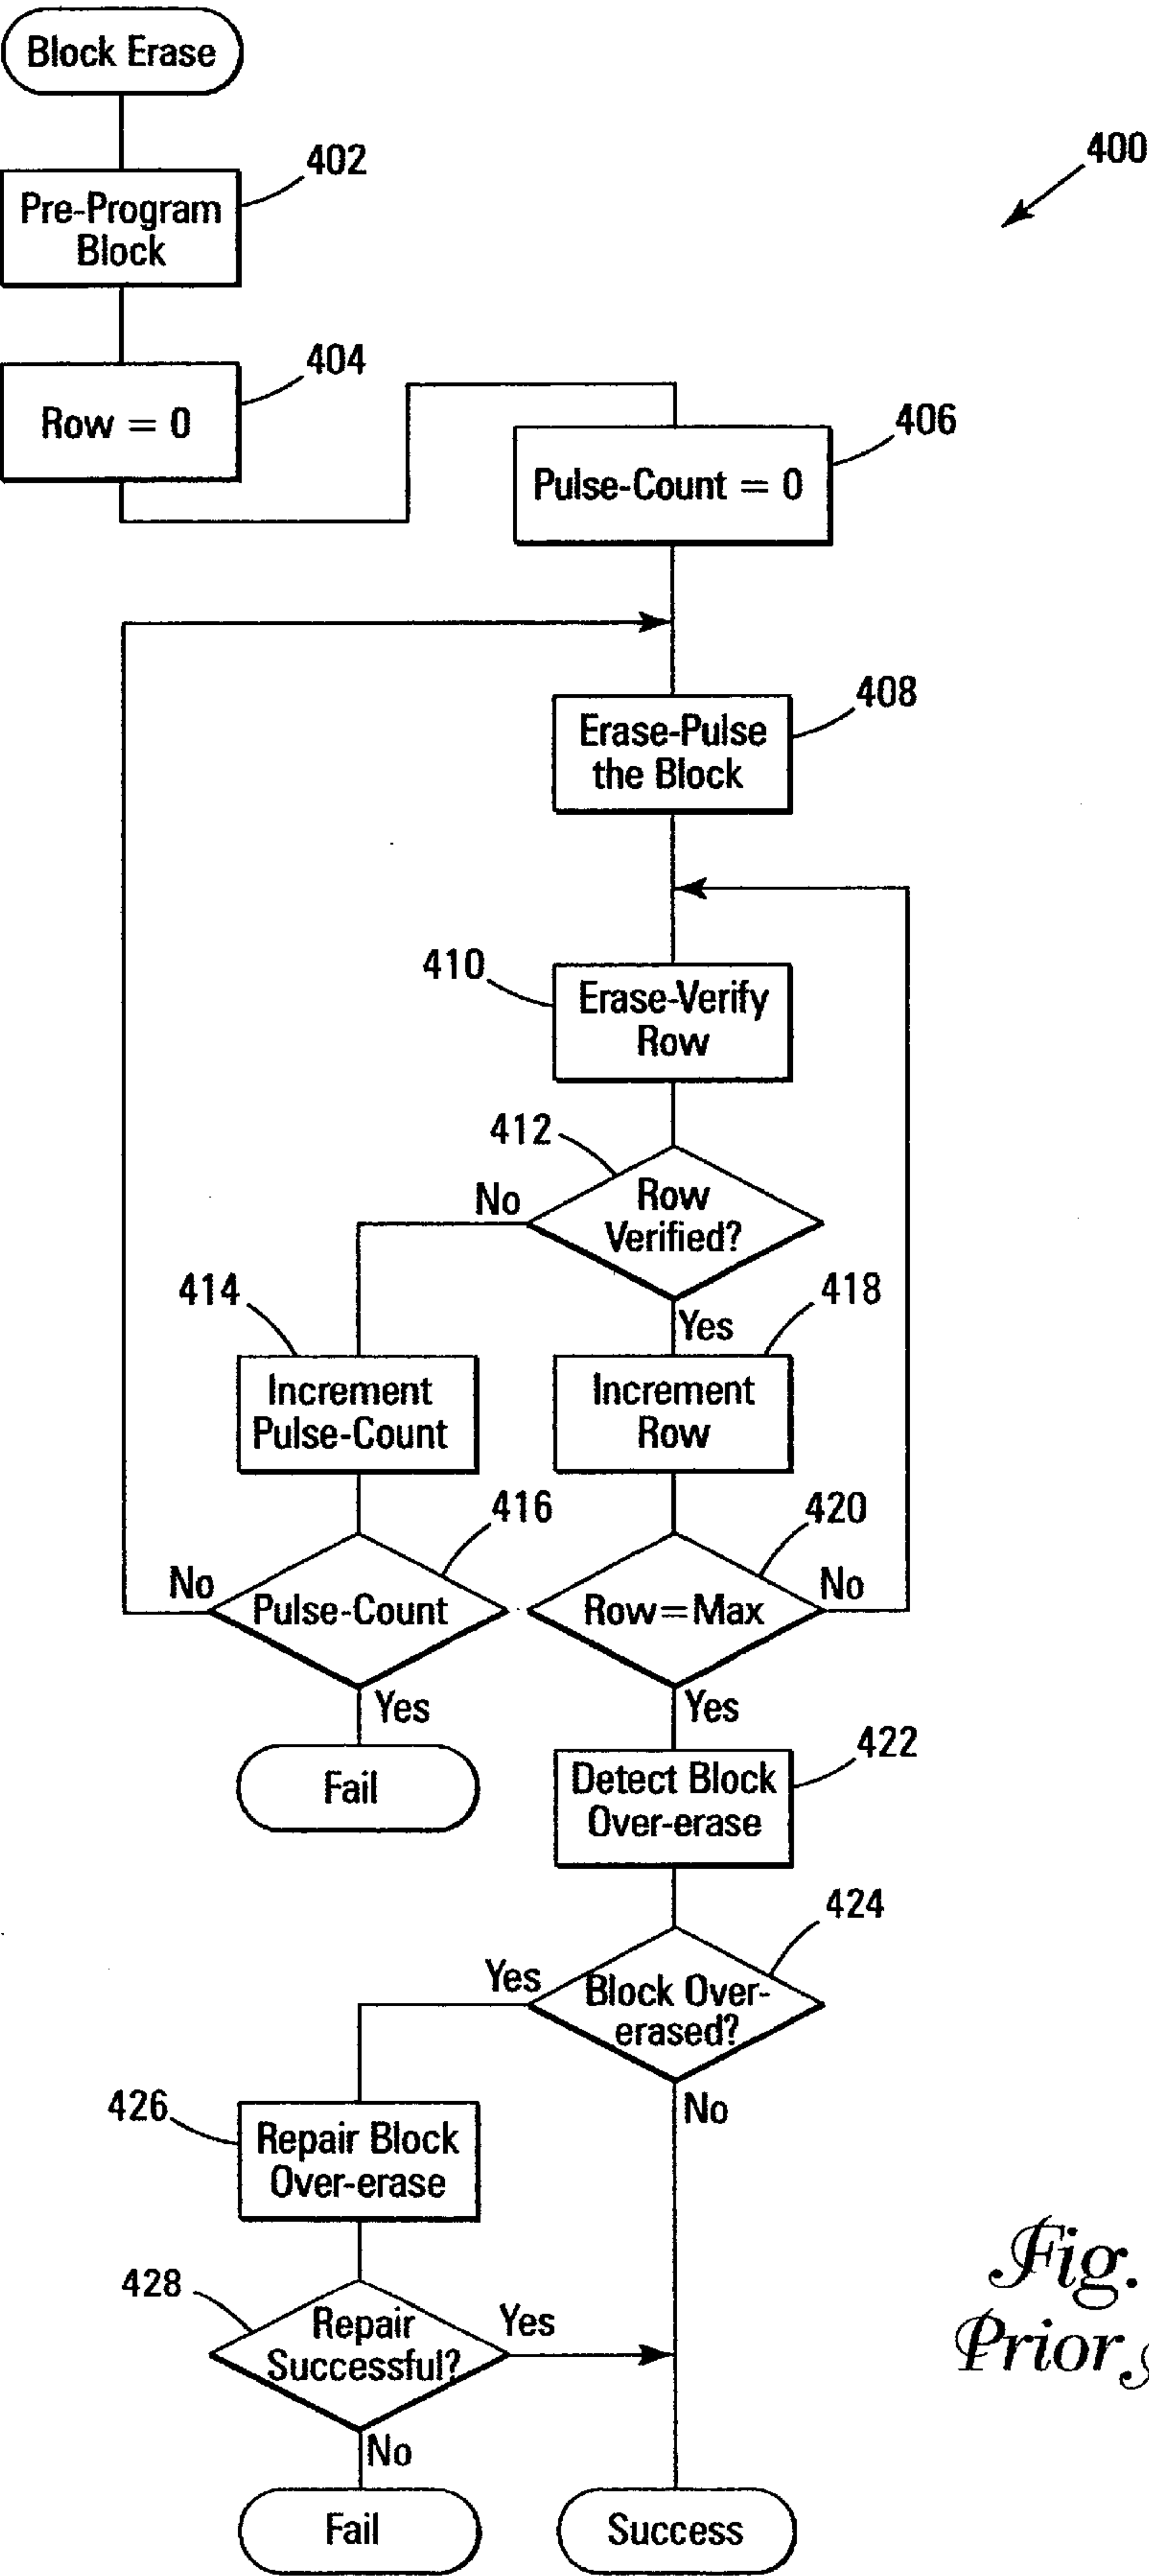 Block Erase
402
400
Pre-Program
Block
404
Row = 0
406
Pulse-Count = 0
408
Erase-Pulse
the Block
410
Erase-Verify
Row
412
No
Row
Verified?
414
418
Yes
Increment
Pulse-Count
Increment
Row
416
420
No
Pulse-Count
Row=Max
No
Yes
Yes
422
Fail
Detect Block
Over-erase
424
Yes
Block Over-
erased?
426
No
Repair Block
Over-erase
428
Repair
Successful?
Yes
Fig.
Prior
No
Fail
Success